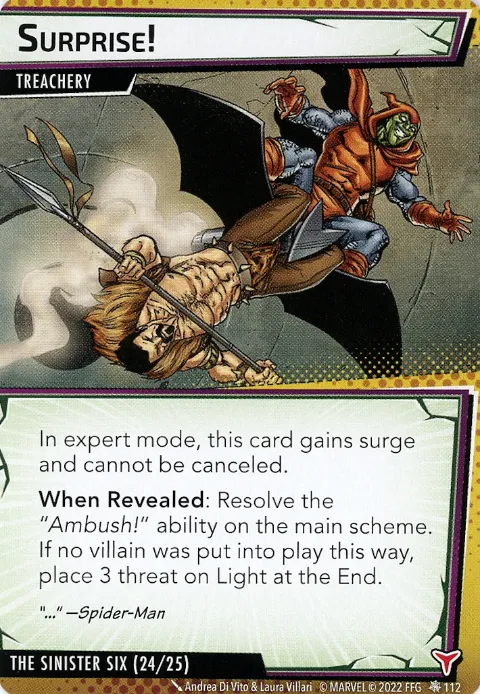 Surprise!
TREACHERY
In expert mode, this card gains surge
and cannot be canceled.
When Revealed: Resolve the
"Ambush!" ability on the main scheme.
If no villain was put into play this way,
place 3 threat on Light at the End.
"..." —Spider-Man
THE SINISTER SIX (24/25)
Andrea Di Vito & Laura Villari © MARVEL © 2022 FFG 112